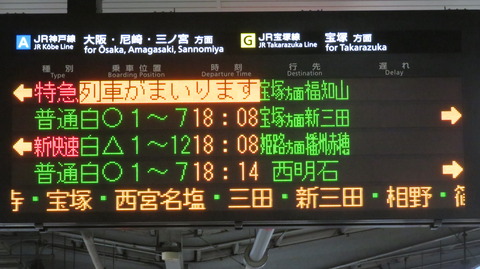 A JR神戸線 大阪・尼崎・三ノ宮 方面 G JR宝塚線 宝塚 方面
JR Kōbe Line for Ōsaka, Amagasaki, Sannomiya JR Takarazuka Line for Takarazuka
種別 乗車位置 時刻 行先 遅れ
Type Boarding Position Departure Time Destination Delay
← 特急 列車がまいります 宝塚方面福知山
普通 白○ 1～7 18:08 宝塚方面新三田 →
← 新快速 白△ 1～12 18:08 姫路方面播州赤穂
普通 白○ 1～7 18:14 西明石 →
・宝塚・西宮名塩・三田・新三田・相野・